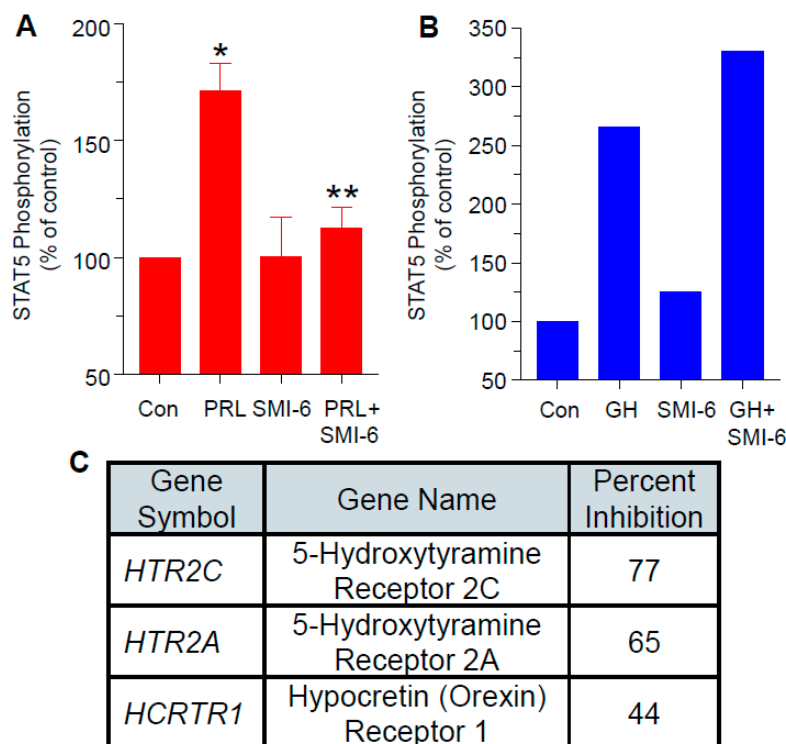 A
STAT5 Phosphorylation
(% of control)
200
150
100
50
*
**
Con PRL SMI-6 PRL+
SMI-6
B
STAT5 Phosphorylation
(% of control)
350
300
250
200
150
100
50
Con GH SMI-6 GH+
SMI-6
C
Gene
Symbol
Gene Name
Percent
Inhibition
HTR2C
5-Hydroxytyramine
Receptor 2C
77
HTR2A
5-Hydroxytyramine
Receptor 2A
65
HCRTR1
Hypocretin (Orexin)
Receptor 1
44